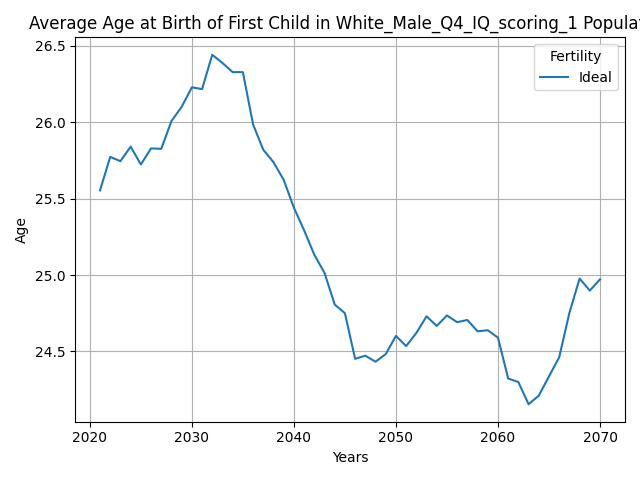 Average Age at Birth of First Child in White_Male_Q4_IQ_scoring_1 Populat
Fertility
Ideal
26.5
26.0
25.5
25.0
24.5
Age
2020 2030 2040 2050 2060 2070
Years